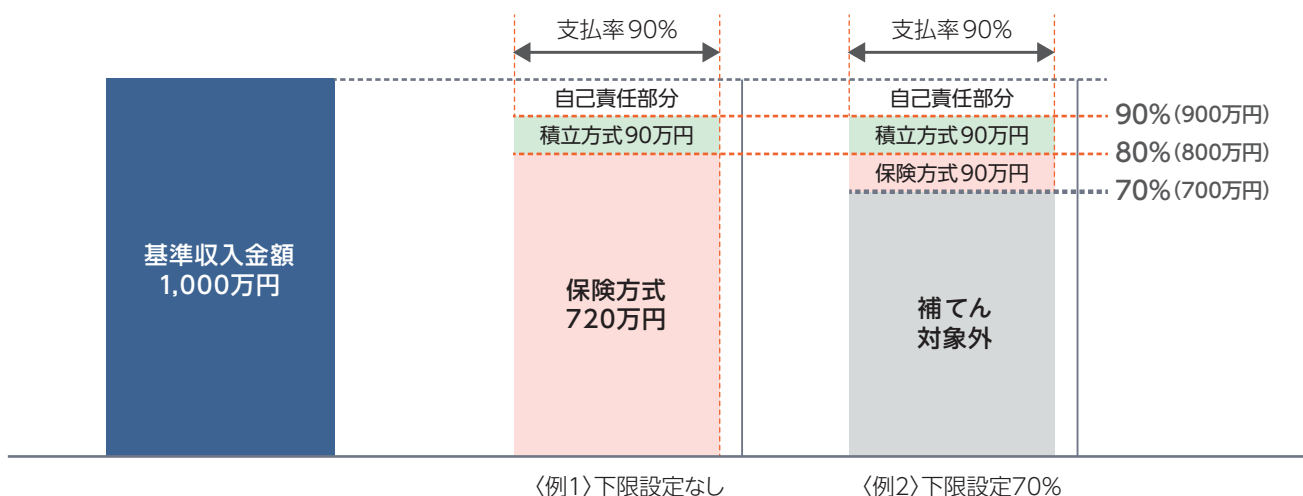 支払率90%
支払率90%
自己責任部分
自己責任部分
90%(900万円)
積立方式90万円
積立方式90万円
80%(800万円)
保険方式90万円
70%(700万円)
基準収入金額
1,000万円
保険方式
720万円
補てん
対象外
〈例1〉下限設定なし
〈例2〉下限設定70%